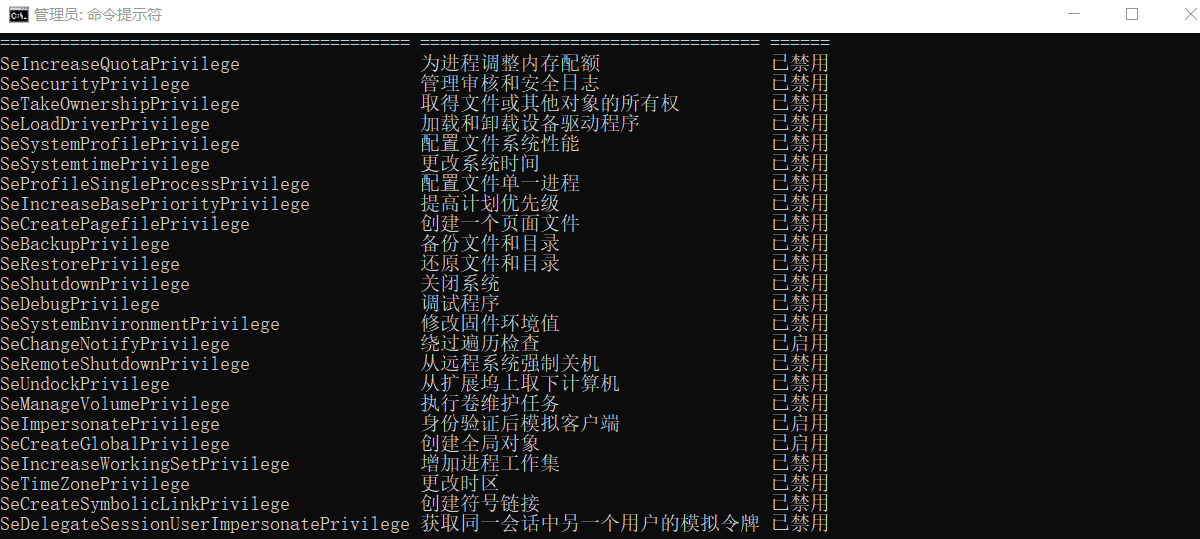 管理员: 命令提示符
========================================= ================================== ======
SeIncreaseQuotaPrivilege 为进程调整内存配额 已禁用
SeSecurityPrivilege 管理审核和安全日志 已禁用
SeTakeOwnershipPrivilege 取得文件或其他对象的所有权 已禁用
SeLoadDriverPrivilege 加载和卸载设备驱动程序 已禁用
SeSystemProfilePrivilege 配置文件系统性能 已禁用
SeSystemtimePrivilege 更改系统时间 已禁用
SeProfileSingleProcessPrivilege 配置文件单一进程 已禁用
SeIncreaseBasePriorityPrivilege 提高计划优先级 已禁用
SeCreatePagefilePrivilege 创建一个页面文件 已禁用
SeBackupPrivilege 备份文件和目录 已禁用
SeRestorePrivilege 还原文件和目录 已禁用
SeShutdownPrivilege 关闭系统 已禁用
SeDebugPrivilege 调试程序 已禁用
SeSystemEnvironmentPrivilege 修改固件环境值 已禁用
SeChangeNotifyPrivilege 绕过遍历检查 已启用
SeRemoteShutdownPrivilege 从远程系统强制关机 已禁用
SeUndockPrivilege 从扩展坞上取下计算机 已禁用
SeManageVolumePrivilege 执行卷维护任务 已禁用
SeImpersonatePrivilege 身份验证后模拟客户端 已启用
SeCreateGlobalPrivilege 创建全局对象 已启用
SeIncreaseWorkingSetPrivilege 增加进程工作集 已禁用
SeTimeZonePrivilege 更改时区 已禁用
SeCreateSymbolicLinkPrivilege 创建符号链接 已禁用
SeDelegateSessionUserImpersonatePrivilege 获取同一会话中另一个用户的模拟令牌 已禁用